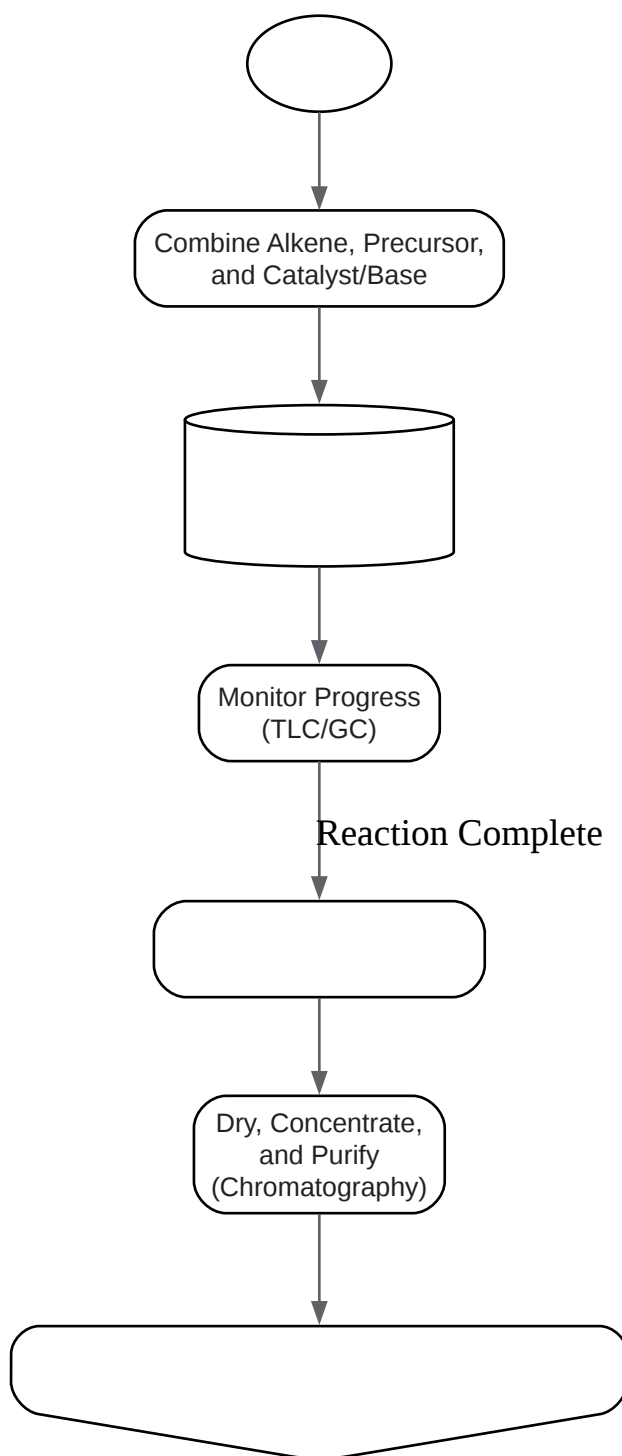 Combine Alkene, Precursor,
and Catalyst/Base
Monitor Progress
(TLC/GC)
Reaction Complete
Dry, Concentrate,
and Purify
(Chromatography)